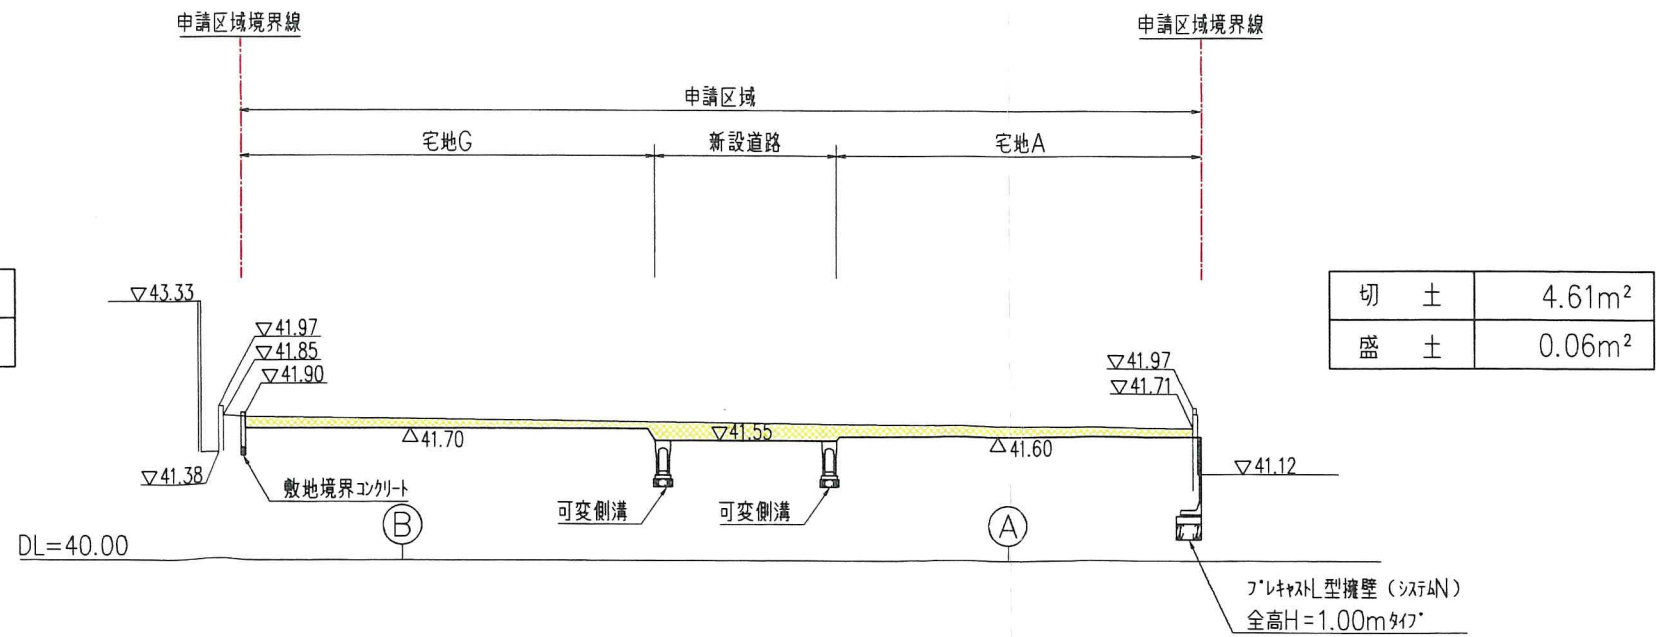 申請区域境界線
申請区域境界線
申請区域
宅地G
新設道路
宅地A
▽43.33
▽41.97
▽41.85
▽41.90
▽41.97
▽41.71
切 土 4.61m²
盛 土 0.06m²
△41.70
▽41.55
△41.60
▽41.38
▽41.12
敷地境界コンクリート
可変側溝
可変側溝
B
A
DL=40.00
プレキャストL型擁壁(システムN)
全高H=1.00mタイプ